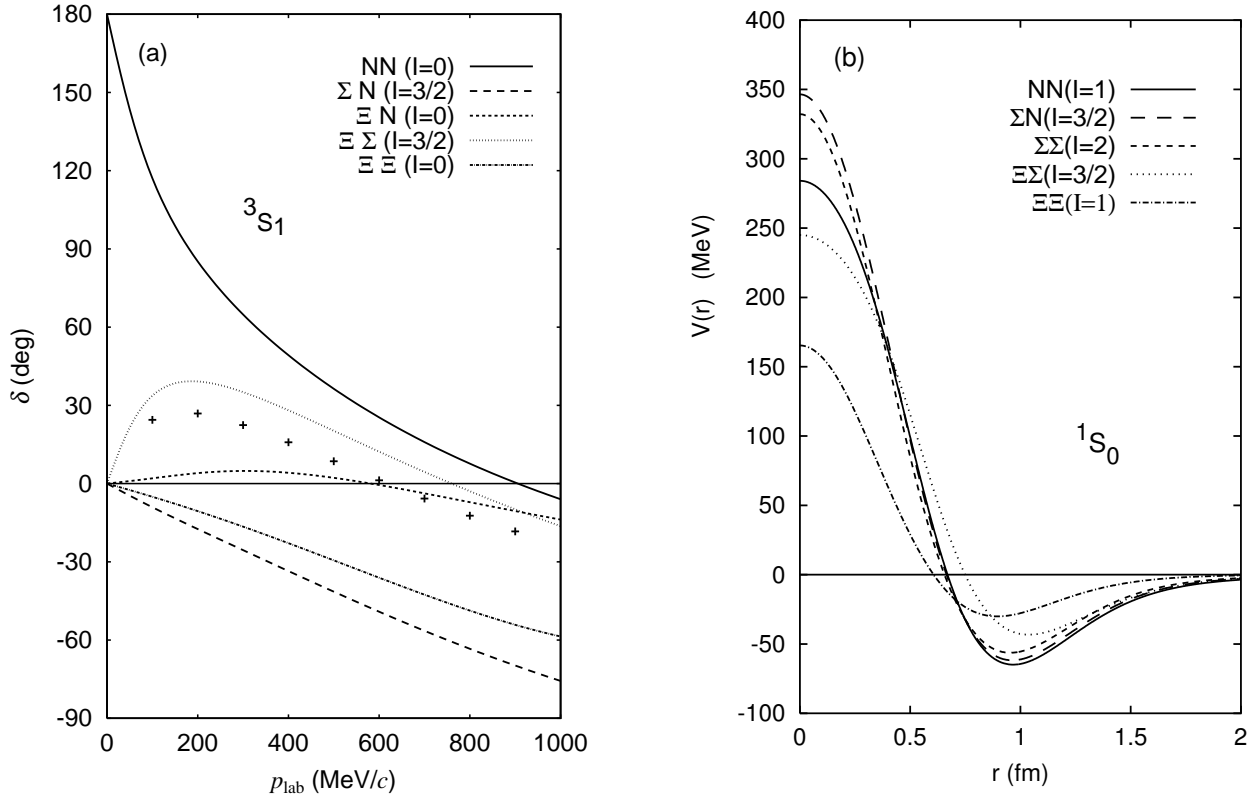 (a)
180
150
120
90
60
30
0
-30
-60
-90
δ (deg)
NN (I=0)
Σ N (I=3/2)
Ξ N (I=0)
Ξ Σ (I=3/2)
Ξ Ξ (I=0)
3S1
0 200 400 600 800 1000
plab (MeV/c)
(b)
400
350
300
250
200
150
100
50
0
-50
-100
V(r) (MeV)
NN(I=1)
ΣN(I=3/2)
ΣΣ(I=2)
ΞΣ(I=3/2)
ΞΞ(I=1)
1S0
0 0.5 1 1.5 2
r (fm)